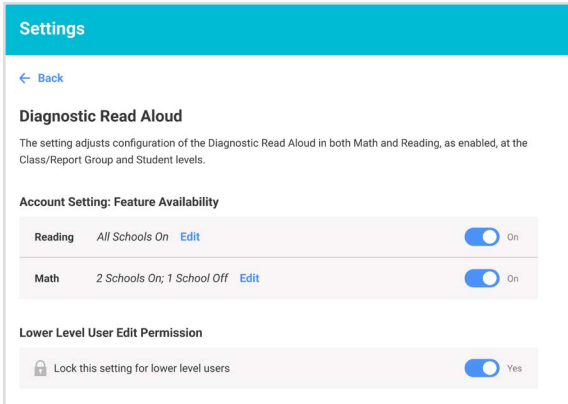 Settings
← Back
Diagnostic Read Aloud
The setting adjusts configuration of the Diagnostic Read Aloud in both Math and Reading, as enabled, at the
Class/Report Group and Student levels.
Account Setting: Feature Availability
Reading All Schools On Edit On
Math 2 Schools On; 1 School Off Edit On
Lower Level User Edit Permission
Lock this setting for lower level users Yes